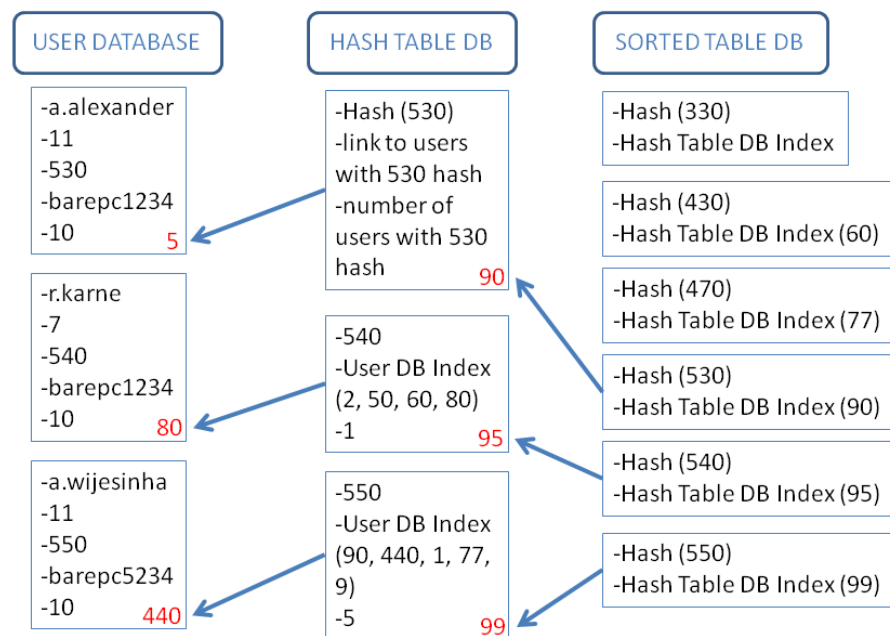 USER DATABASE
-a.alexander
-11
-530
-barepc1234
-10
5
-r.karne
-7
-540
-barepc1234
-10
80
-a.wijesinha
-11
-550
-barepc5234
-10
440
HASH TABLE DB
-Hash (530)
-link to users
with 530 hash
-number of
users with 530
hash
90
-540
-User DB Index
(2, 50, 60, 80)
-1
95
-550
-User DB Index
(90, 440, 1, 77,
9)
-5
99
SORTED TABLE DB
-Hash (330)
-Hash Table DB Index
-Hash (430)
-Hash Table DB Index (60)
-Hash (470)
-Hash Table DB Index (77)
-Hash (530)
-Hash Table DB Index (90)
-Hash (540)
-Hash Table DB Index (95)
-Hash (550)
-Hash Table DB Index (99)